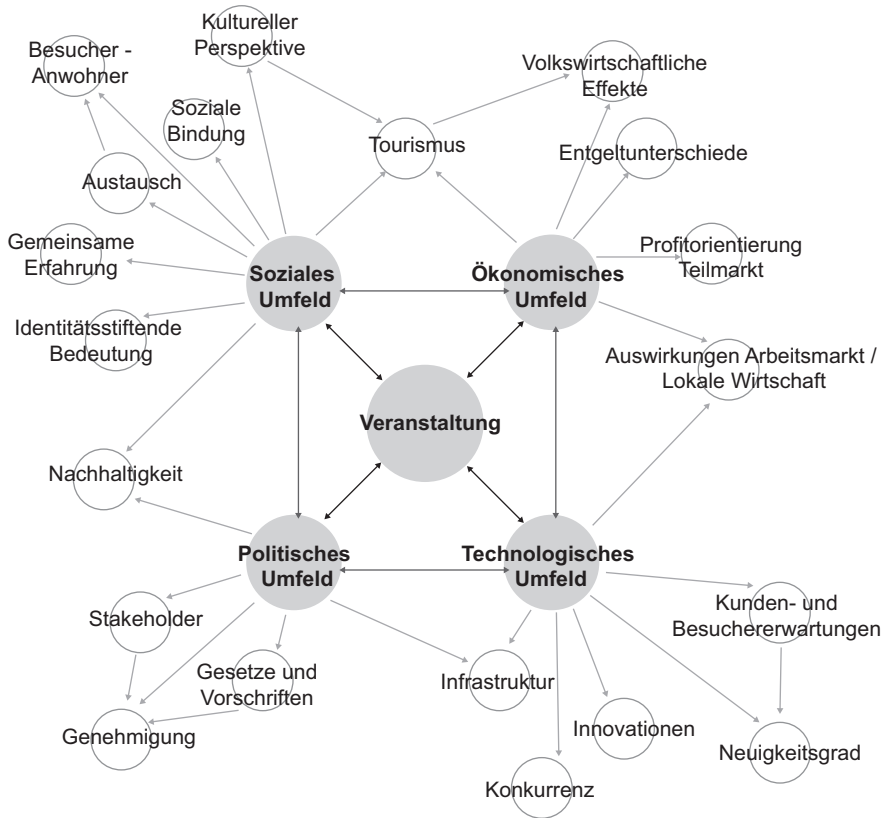 Kultureller
Perspektive
Besucher -
Anwohner
Volkswirtschaftliche
Effekte
Soziale
Bindung
Tourismus
Entgeltunterschiede
Austausch
Gemeinsame
Erfahrung
Soziales
Umfeld
Ökonomisches
Umfeld
Profitorientierung
Teilmarkt
Identitätsstiftende
Bedeutung
Auswirkungen Arbeitsmarkt /
Lokale Wirtschaft
Veranstaltung
Nachhaltigkeit
Politisches
Umfeld
Technologisches
Umfeld
Stakeholder
Kunden- und
Besuchererwartungen
Gesetze und
Vorschriften
Infrastruktur
Genehmigung
Innovationen
Neuigkeitsgrad
Konkurrenz